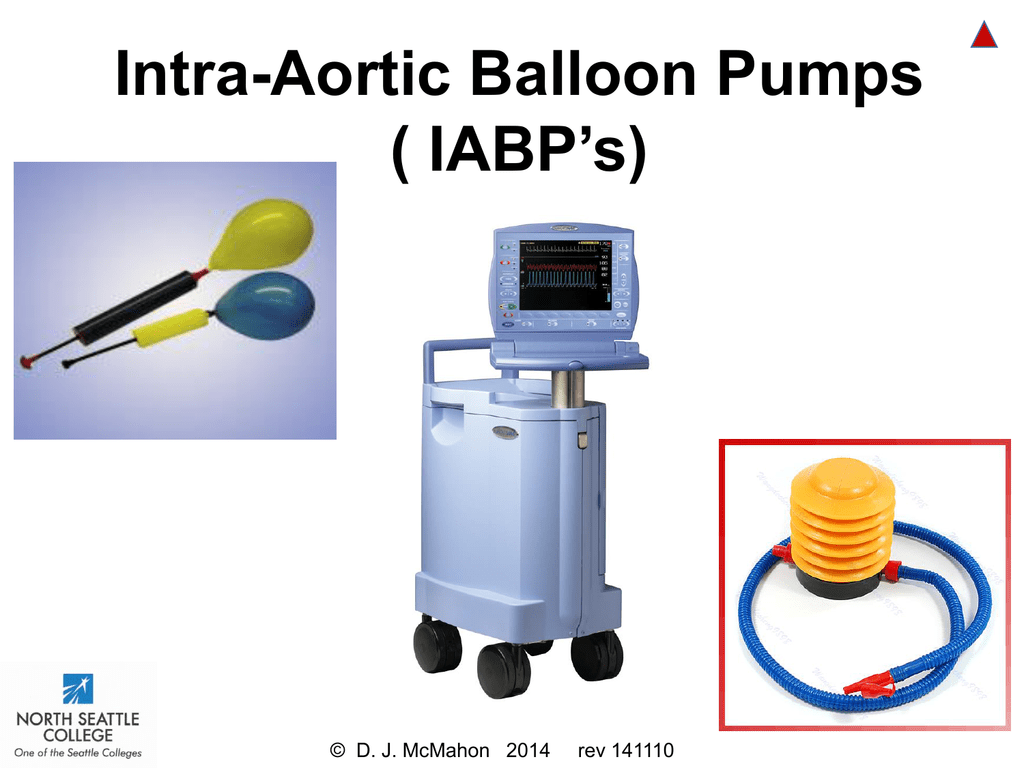 Intra-Aortic Balloon Pumps
( IABP’s)
NORTH SEATTLE
COLLEGE
One of the Seattle Colleges
© D. J. McMahon 2014 rev 141110